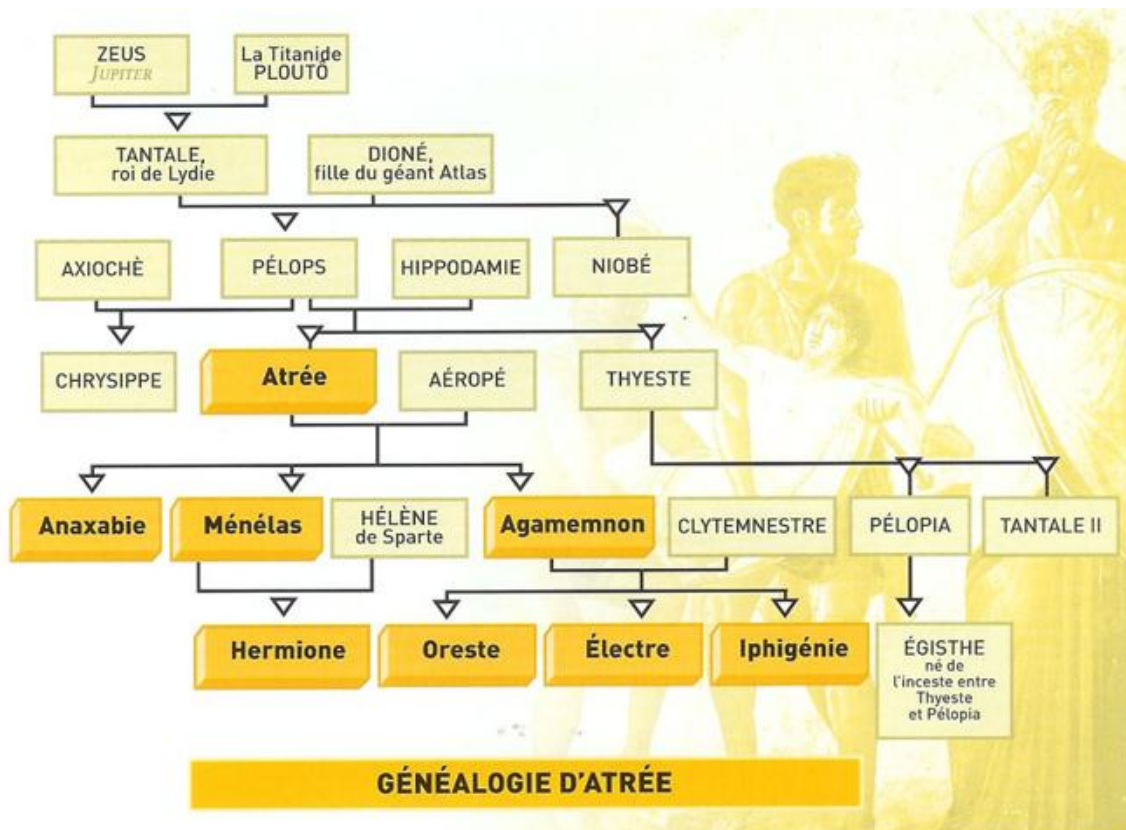 ZEUS
JUPITER
La Titanide
PLOUTÔ
TANTALE,
roi de Lydie
DIONÉ,
fille du géant Atlas
AXIOCHÈ
PÉLOPS
HIPPODAMIE
NIOBÉ
CHRYSIPPE
Atrée
AÉROPÉ
THYESTE
Anaxabie
Ménélas
HÉLÈNE
de Sparte
Agamemnon
CLYTEMNESTRE
PÉLOPIA
TANTALE II
Hermione
Oreste
Électre
Iphigénie
ÉGISTHE
né de
l'inceste entre
Thyeste
et Pélopia
GÉNÉALOGIE D'ATRÉE